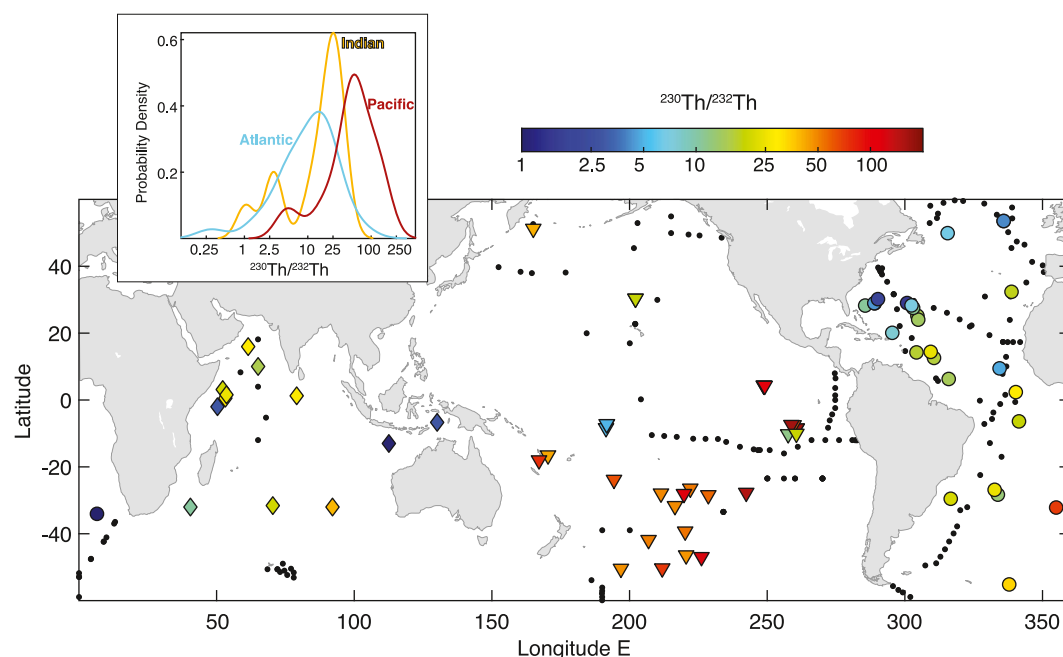 0.6
0.4
0.2
Probability Density
Indian
Pacific
Atlantic
0.25 1 2.5 10 25 100 250
²³⁰Th/²³²Th
²³⁰Th/²³²Th
1 2.5 5 10 25 50 100
40
20
0
-20
-40
Latitude
50 100 150 200 250 300 350
Longitude E